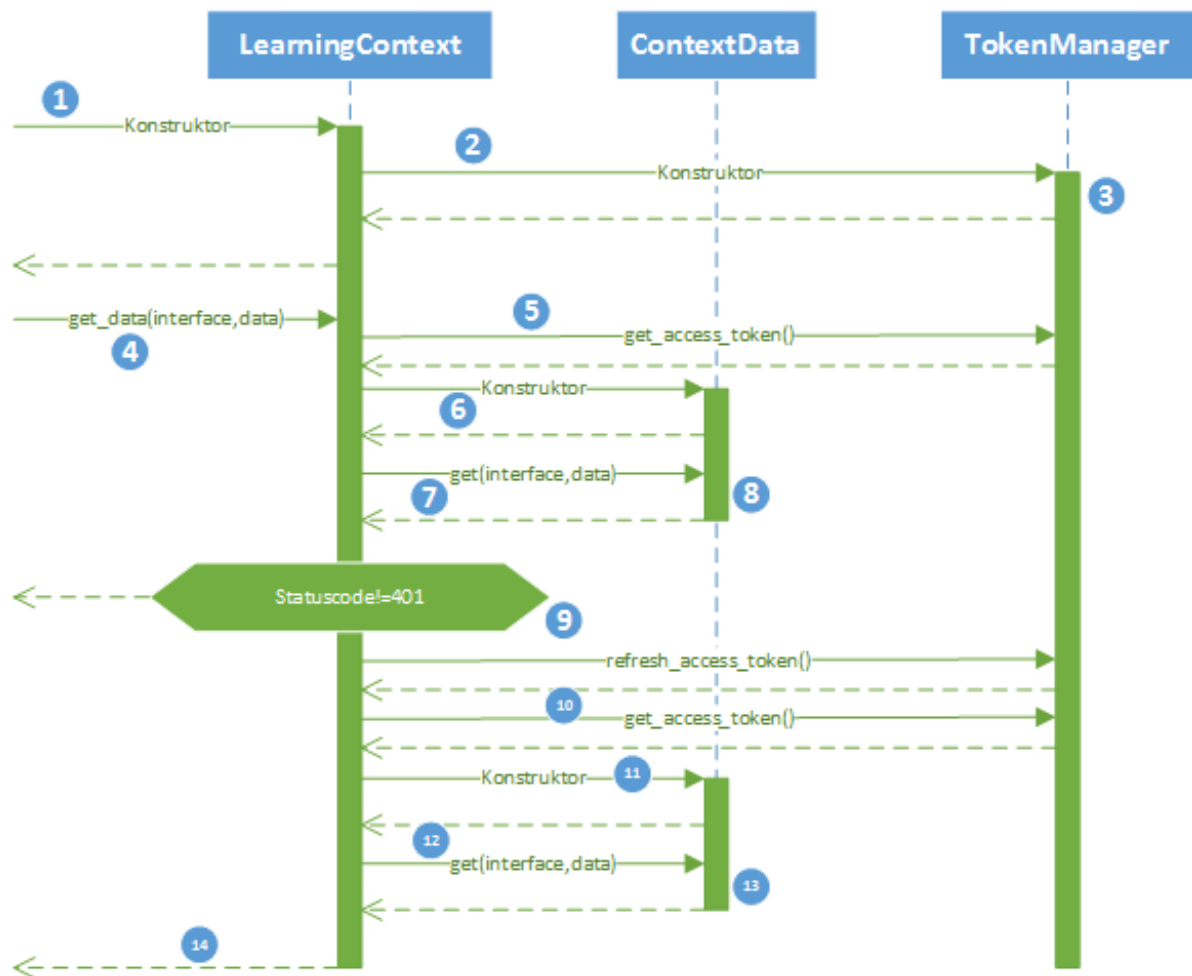 LearningContext
ContextData
TokenManager
1
Konstruktor
2
Konstruktor
3
get_data(interface,data)
4
5
get_access_token()
Konstruktor
6
get(interface,data)
7
8
Statuscode!=401
9
refresh_access_token()
10
get_access_token()
Konstruktor
11
12
get(interface,data)
13
14